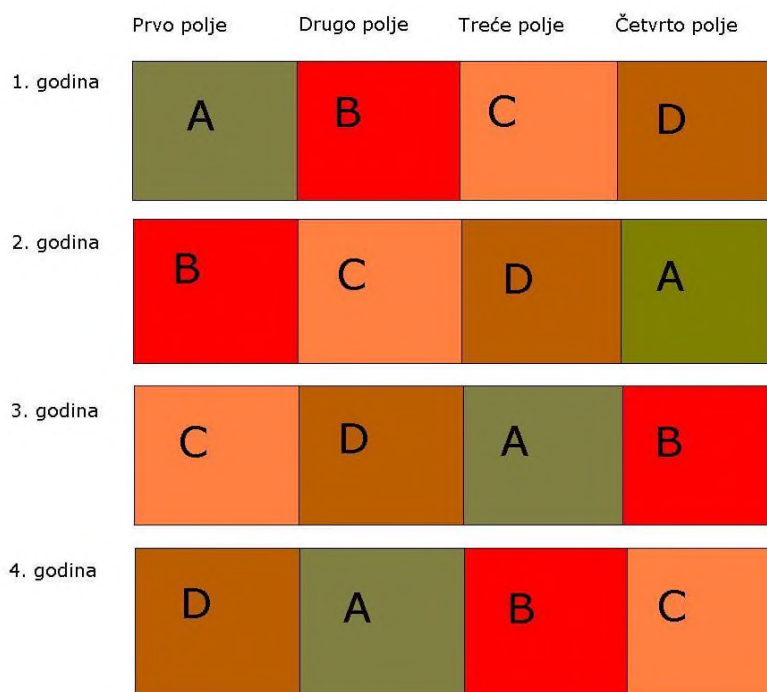 Prvo polje Drugo polje Treće polje Četvrto polje
1. godina A B C D
2. godina B C D A
3. godina C D A B
4. godina D A B C